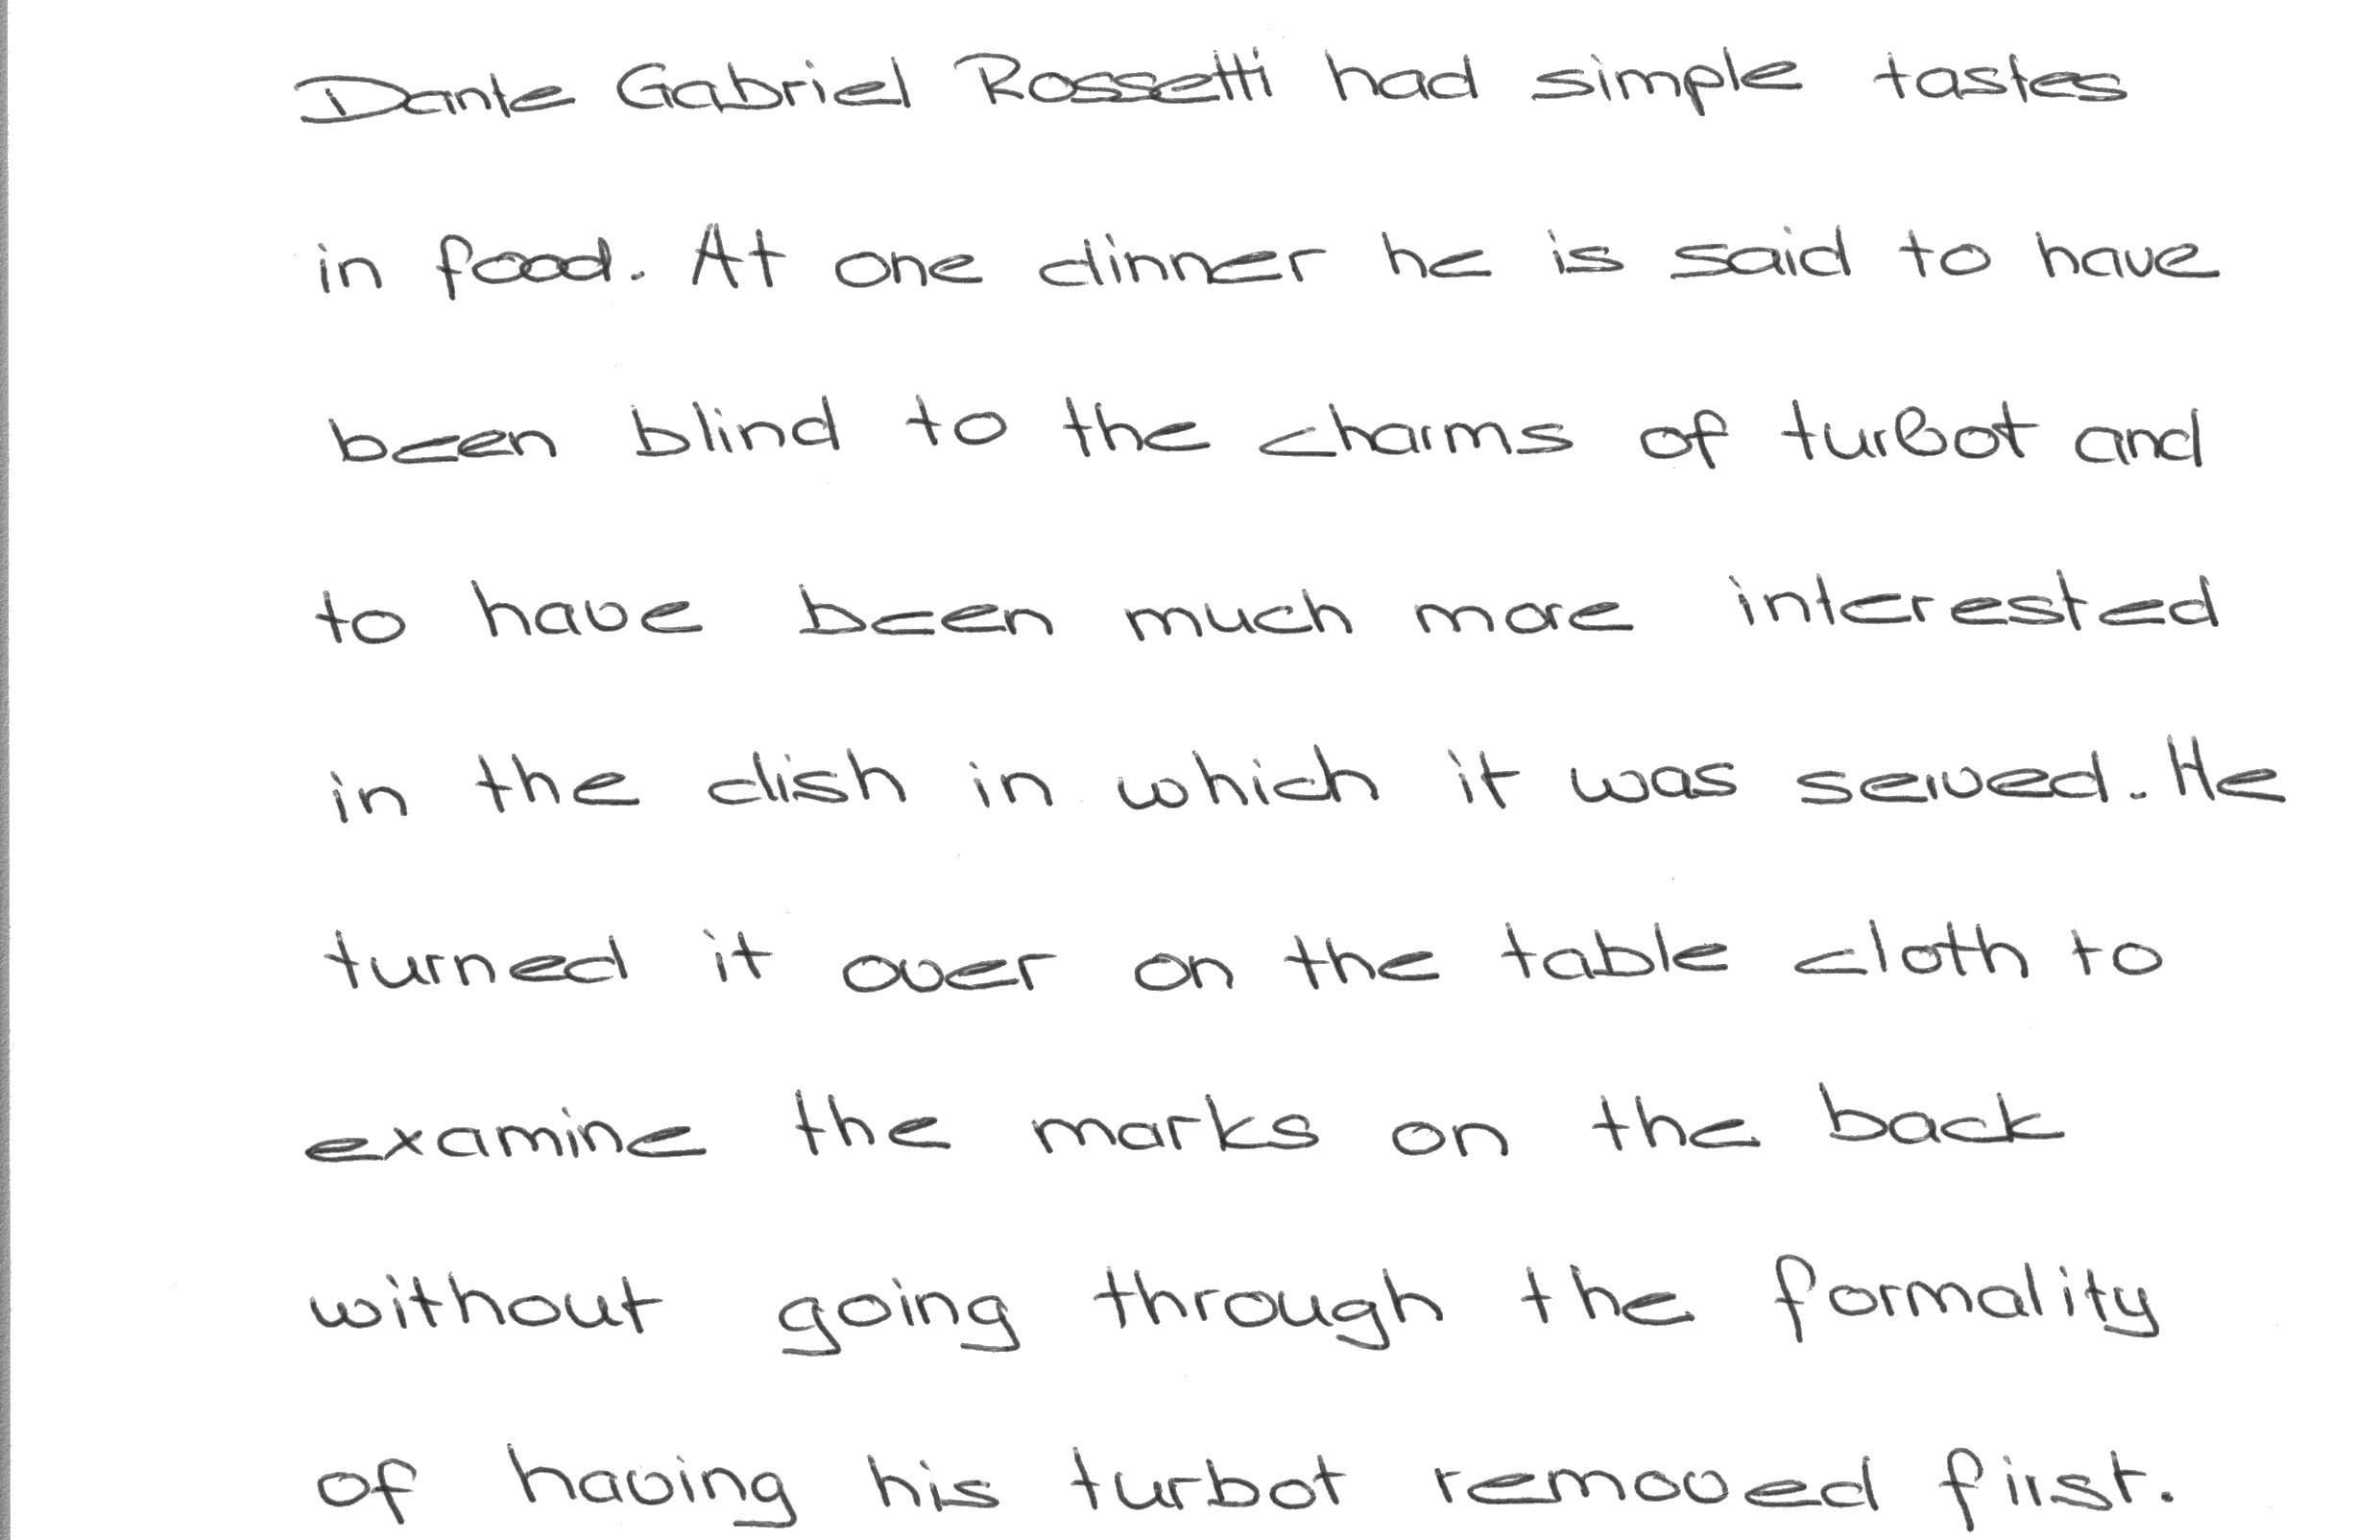 Dante Gabriel Rossetti had simple tastes
in food. At one dinner he is said to have
been blind to the charms of turbot and
to have been much more interested
in the dish in which it was served. He
turned it over on the table cloth to
examine the marks on the back
without going through the formality
of having his turbot removed first.